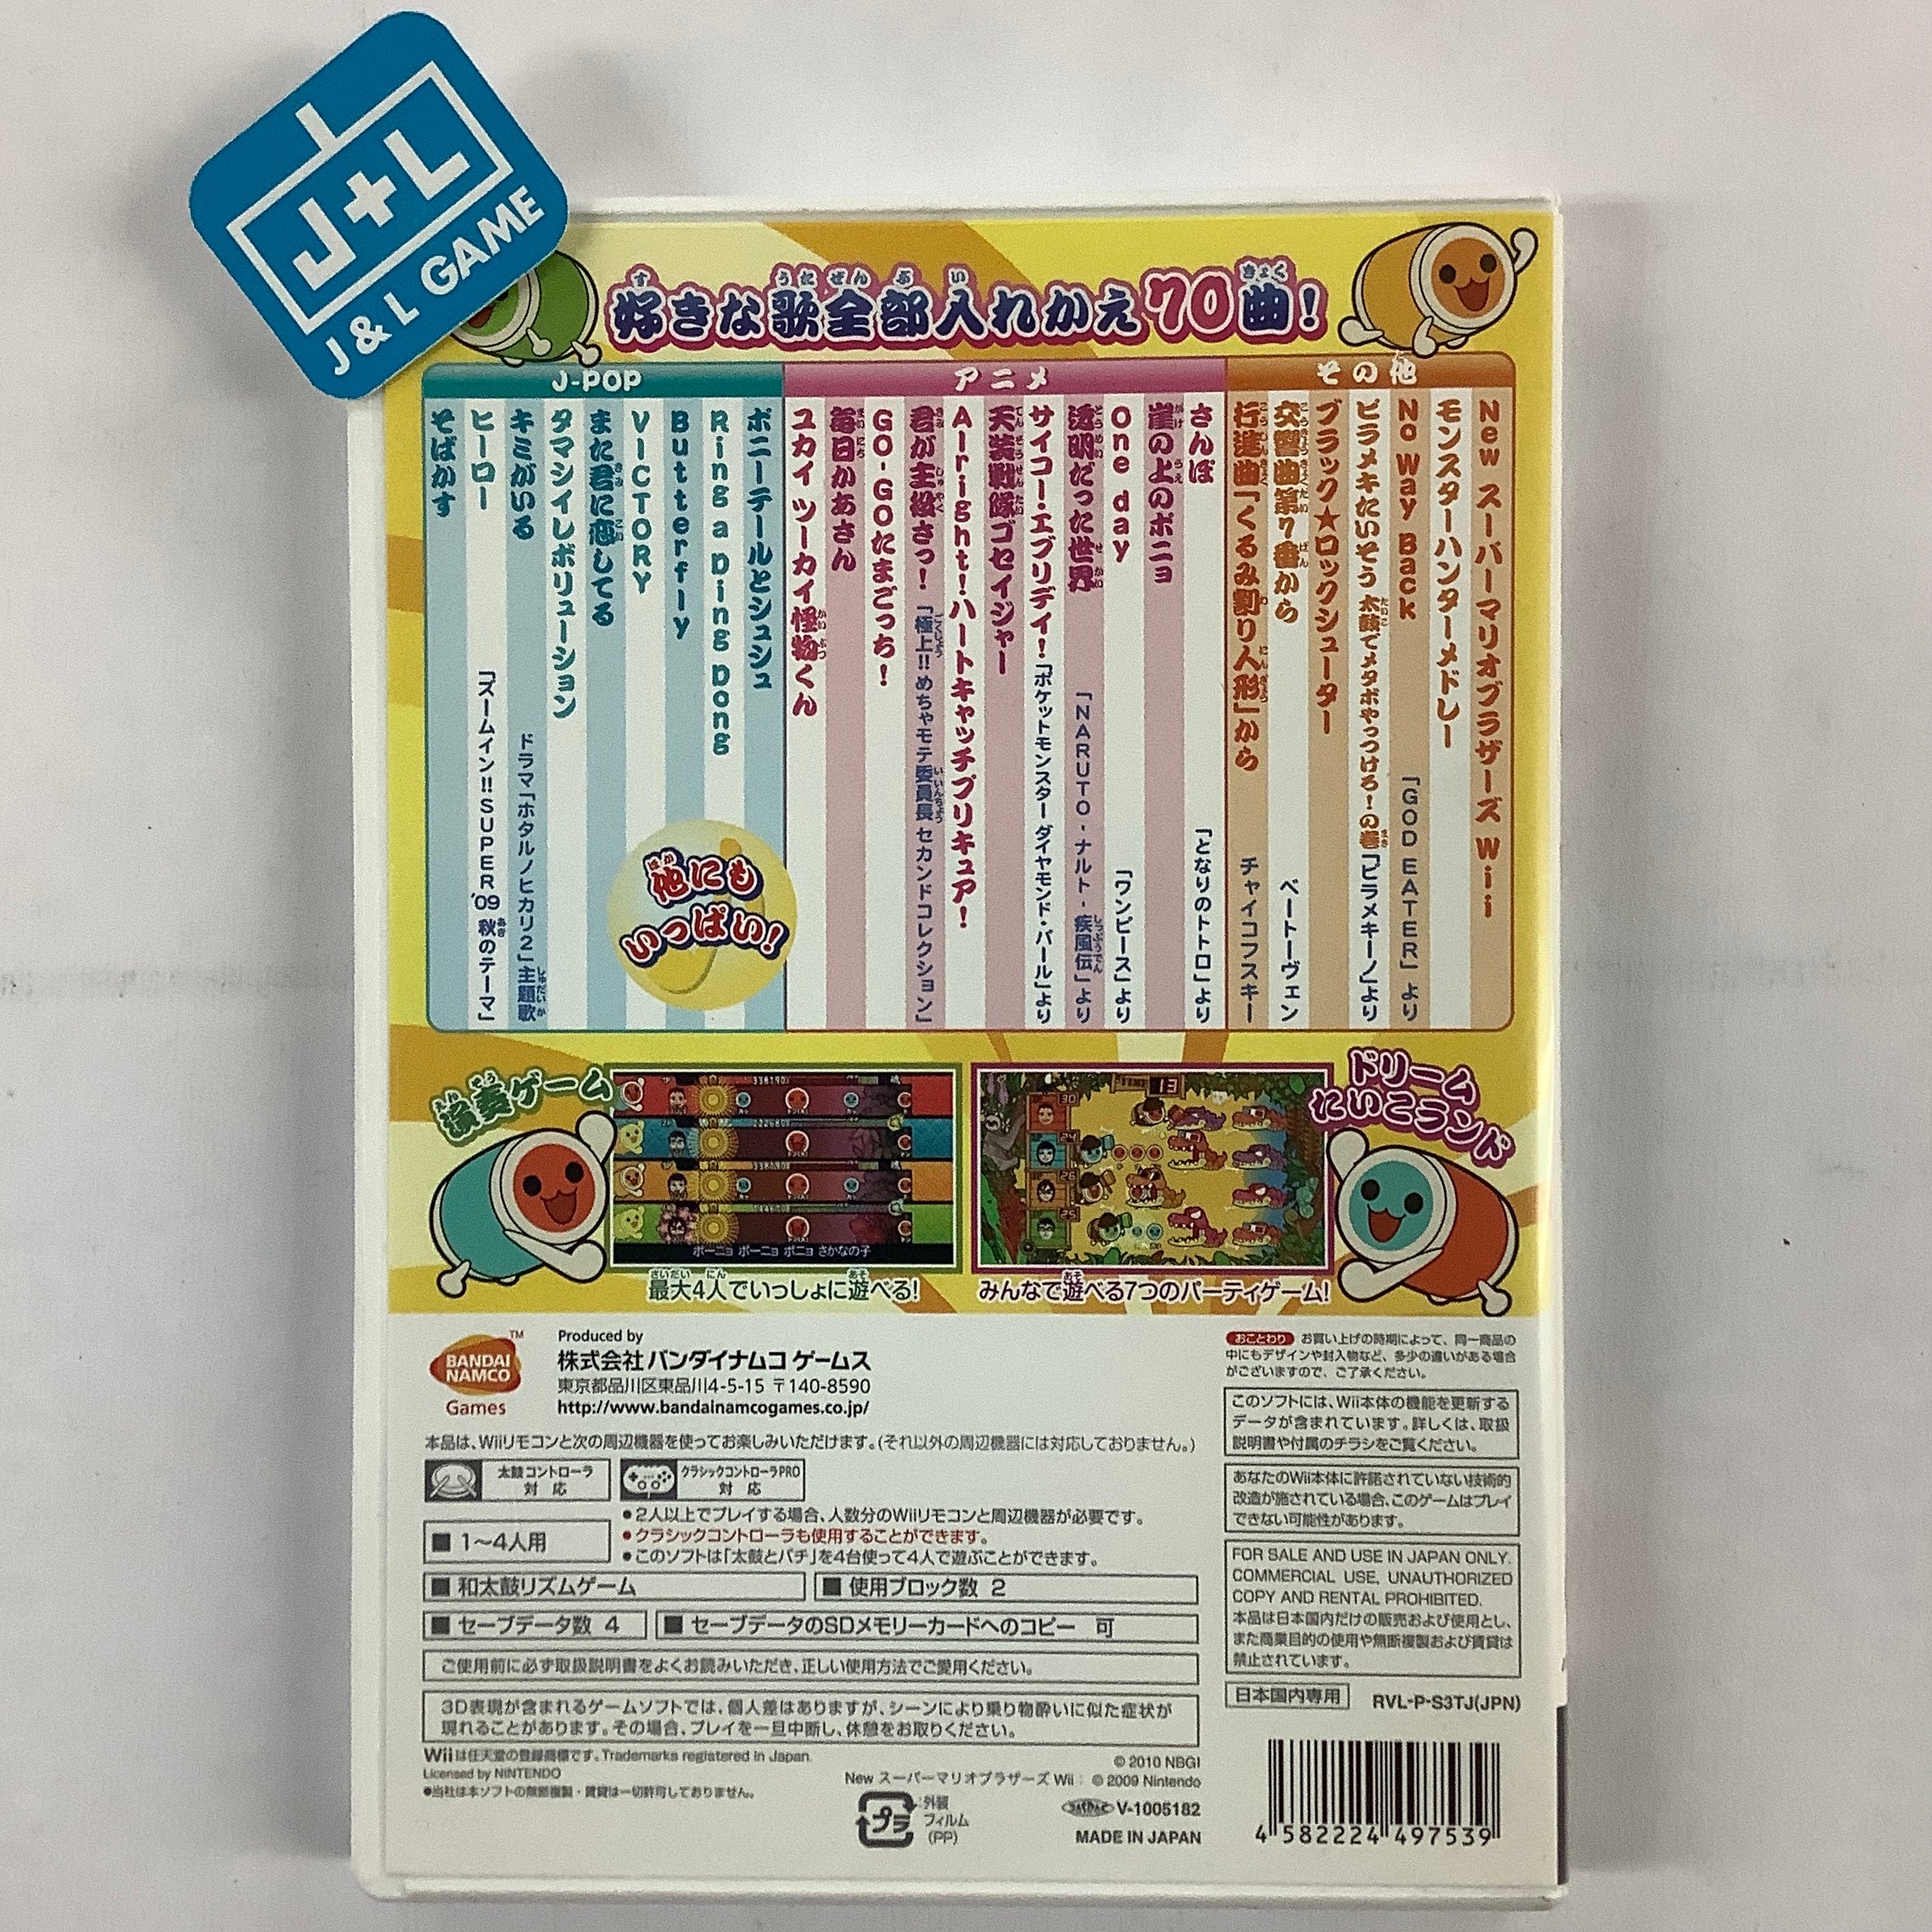 J+L
J & L GAME
好きな歌全部入れかえ70曲!
J-POP
アニメ
その他
New スーパーマリオブラザーズ Wii
モンスターハンターメドレー
No Way Back 「GOD EATER」より
ピラメキたいそう 太鼓でメタボやっつけろ!の巻 「ピラメキーノ」より
ブラック★ロックシューター
交響曲第7番から ベートーヴェン
行進曲「くるみ割り人形」から チャイコフスキー
さんぽ 「となりのトトロ」より
崖の上のポニョ
One day 「ワンピース」より
透明だった世界 「NARUTO-ナルト-疾風伝」より
サイコー・エブリデイ! 「ポケットモンスター ダイヤモンド・パール」より
天装戦隊ゴセイジャー
Alright!ハートキャッチプリキュア!
君が主役さっ! 「極上!!めちゃモテ委員長 セカンドコレクション」
GO-GOたまごっち!
毎日かあさん
ユカイ ツーカイ 怪物くん
ポニーテールとシュシュ
Ring a Ding Dong
Butterfly
VICTORY
また君に恋してる
タマシイレボリューション
キミがいる ドラマ「ホタルノヒカリ2」主題歌
ヒーロー 「ズームイン!!SUPER '09 秋のテーマ」
そばかす
他にも
いっぱい!
演奏ゲーム
ポーニョ ポーニョ ポニョ さかなの子
最大4人でいっしょに遊べる!
ドリーム
たいこランド
みんなで遊べる7つのパーティゲーム!
BANDAI
NAMCO
Games
TM
Produced by
株式会社 バンダイナムコ ゲームス
東京都品川区東品川4-5-15 〒140-8590
http://www.bandainamcogames.co.jp/
本品は、Wiiリモコンと次の周辺機器を使ってお楽しみいただけます。(それ以外の周辺機器には対応しておりません。)
太鼓コントローラ
対 応
クラシックコントローラPRO
対 応
●2人以上でプレイする場合、人数分のWiiリモコンと周辺機器が必要です。
●クラシックコントローラも使用することができます。
●このソフトは「太鼓とバチ」を4台使って4人で遊ぶことができます。
■ 1〜4人用
■ 和太鼓リズムゲーム
■ 使用ブロック数 2
■ セーブデータ数 4
■ セーブデータのSDメモリーカードへのコピー 可
ご使用前に必ず取扱説明書をよくお読みいただき、正しい使用方法でご愛用ください。
3D表現が含まれるゲームソフトでは、個人差はありますが、シーンにより乗り物酔いに似た症状が
現れることがあります。その場合、プレイを一旦中断し、休憩をお取りください。
Wiiは任天堂の登録商標です。Trademarks registered in Japan.
Licensed by NINTENDO
●当社は本ソフトの無断複製・賃貸は一切許可しておりません。
© 2010 NBGI
New スーパーマリオブラザーズ Wii : © 2009 Nintendo
プラ
外装
フィルム
(PP)
JASRAC V-1005182
MADE IN JAPAN
おことわり お買い上げの時期によって、同一商品の
中にもデザインや封入物など、多少の違いがある場合
がございますので、ご了承ください。
このソフトには、Wii本体の機能を更新する
データが含まれています。詳しくは、取扱
説明書や付属のチラシをご覧ください。
あなたのWii本体に許諾されていない技術的
改造が施されている場合、このゲームはプレイ
できない可能性があります。
FOR SALE AND USE IN JAPAN ONLY.
COMMERCIAL USE, UNAUTHORIZED
COPY AND RENTAL PROHIBITED.
本品は日本国内だけの販売および使用とし、
また商業目的の使用や無断複製および賃貸は
禁止されています。
日本国内専用
RVL-P-S3TJ(JPN)
4 582224 497539